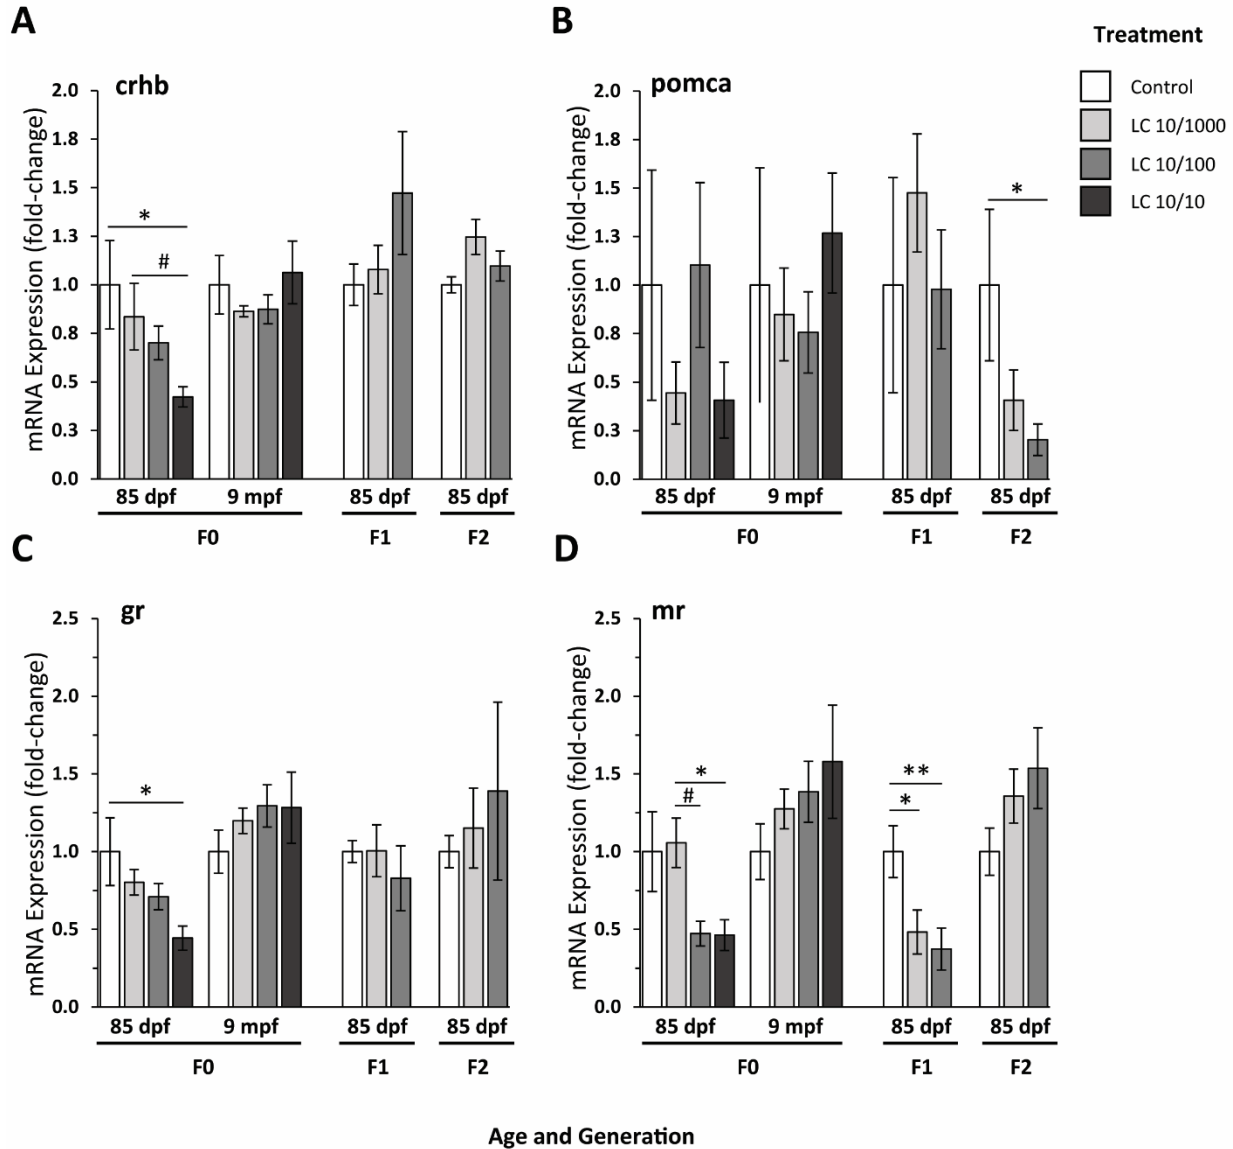 A
B
Treatment
Control
LC 10/1000
LC 10/100
LC 10/10
crhb
mRNA Expression (fold-change)
2.0
1.8
1.5
1.3
1.0
0.8
0.5
0.3
0.0
*
#
85 dpf 9 mpf 85 dpf 85 dpf
F0 F1 F2
pomca
mRNA Expression (fold-change)
2.0
1.8
1.5
1.3
1.0
0.8
0.5
0.3
0.0
*
85 dpf 9 mpf 85 dpf 85 dpf
F0 F1 F2
C
gr
mRNA Expression (fold-change)
2.5
2.0
1.5
1.0
0.5
0.0
*
85 dpf 9 mpf 85 dpf 85 dpf
F0 F1 F2
D
mr
mRNA Expression (fold-change)
2.5
2.0
1.5
1.0
0.5
0.0
*
#
**
*
85 dpf 9 mpf 85 dpf 85 dpf
F0 F1 F2
Age and Generation